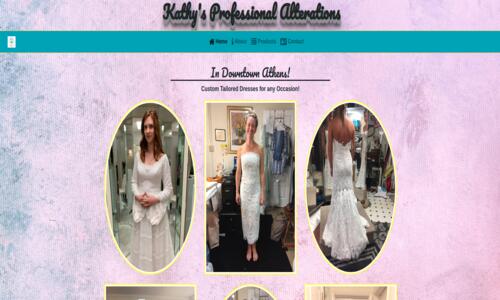 Kathy's Professional Alterations
Home About Products Contact
In Downtown Athens!
Custom Tailored Dresses for any Occasion!